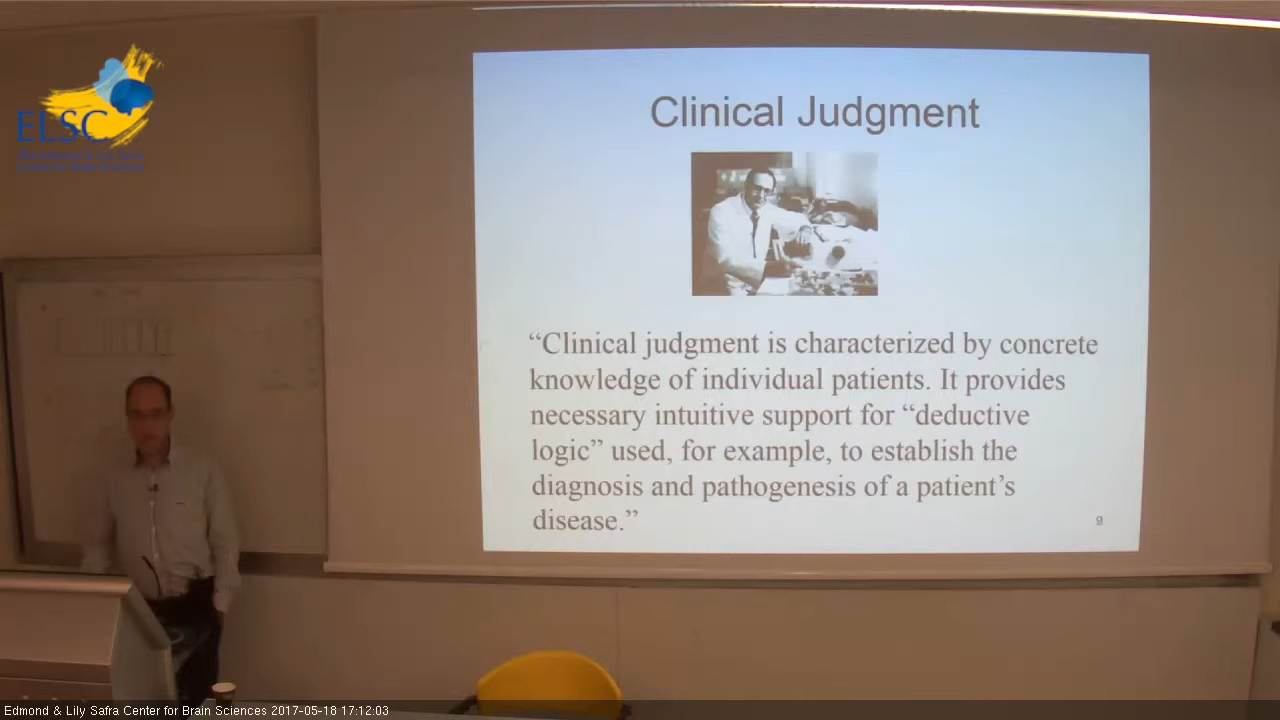 ELSC
Clinical Judgment
“Clinical judgment is characterized by concrete
knowledge of individual patients. It provides
necessary intuitive support for “deductive
logic” used, for example, to establish the
diagnosis and pathogenesis of a patient’s
disease.”
9
Edmond & Lily Safra Center for Brain Sciences 2017-05-18 17:12:03